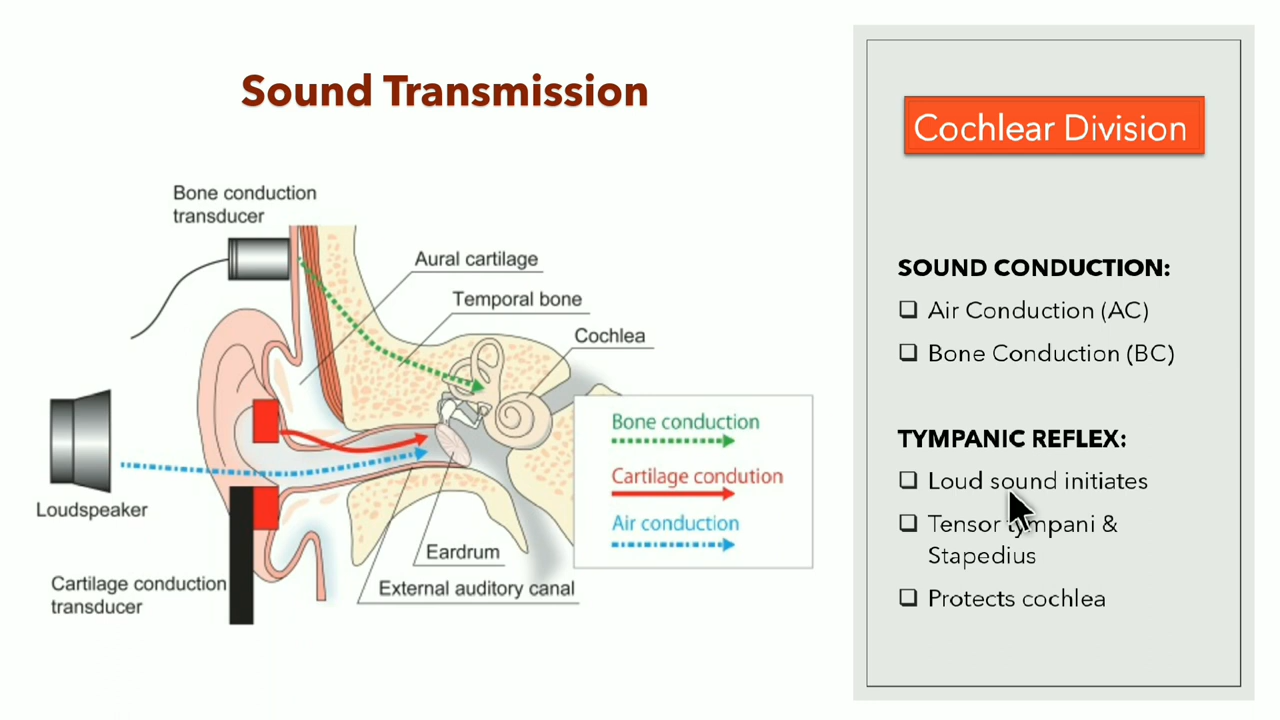 Sound Transmission
Bone conduction
transducer
Aural cartilage
Temporal bone
Cochlea
Bone conduction
Cartilage condution
Air conduction
Loudspeaker
Eardrum
External auditory canal
Cartilage conduction
transducer
Cochlear Division
SOUND CONDUCTION:
Air Conduction (AC)
Bone Conduction (BC)
TYMPANIC REFLEX:
Loud sound initiates
Tensor tympani &
Stapedius
Protects cochlea